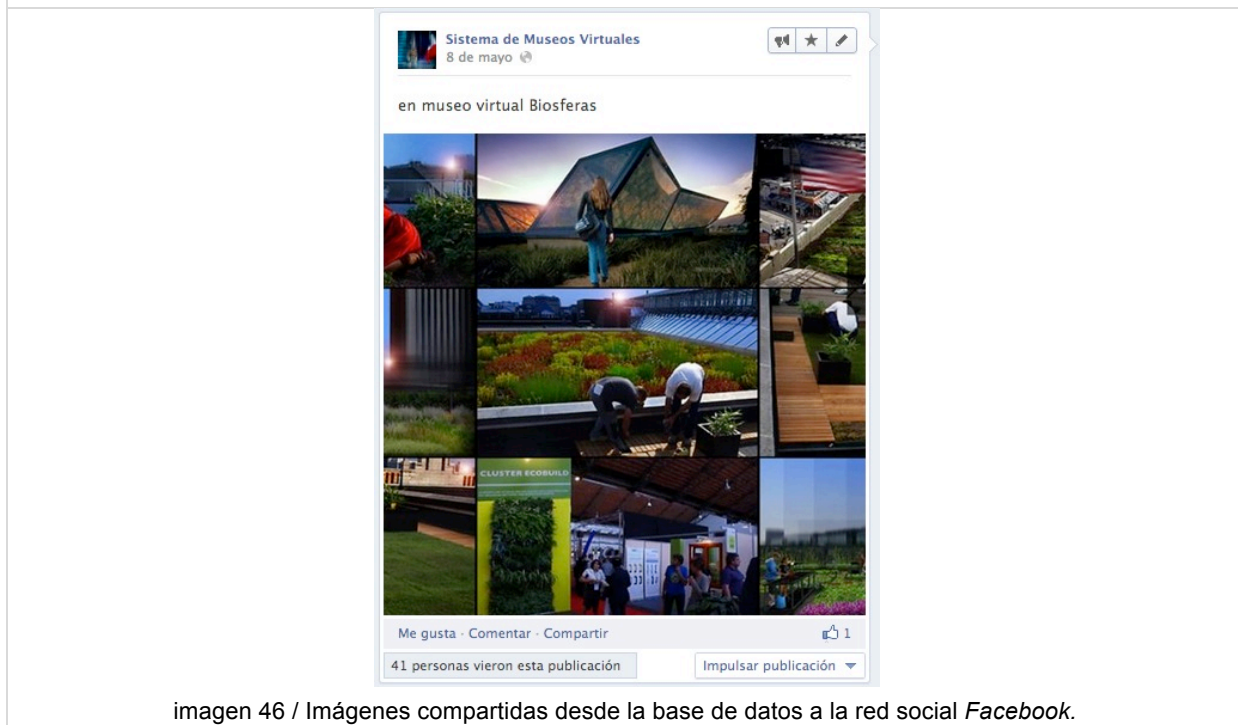 Sistema de Museos Virtuales
8 de mayo
en museo virtual Biosferas
CLUSTER ECOBUILD
Me gusta · Comentar · Compartir
1
41 personas vieron esta publicación
Impulsar publicación
imagen 46 / Imágenes compartidas desde la base de datos a la red social Facebook.